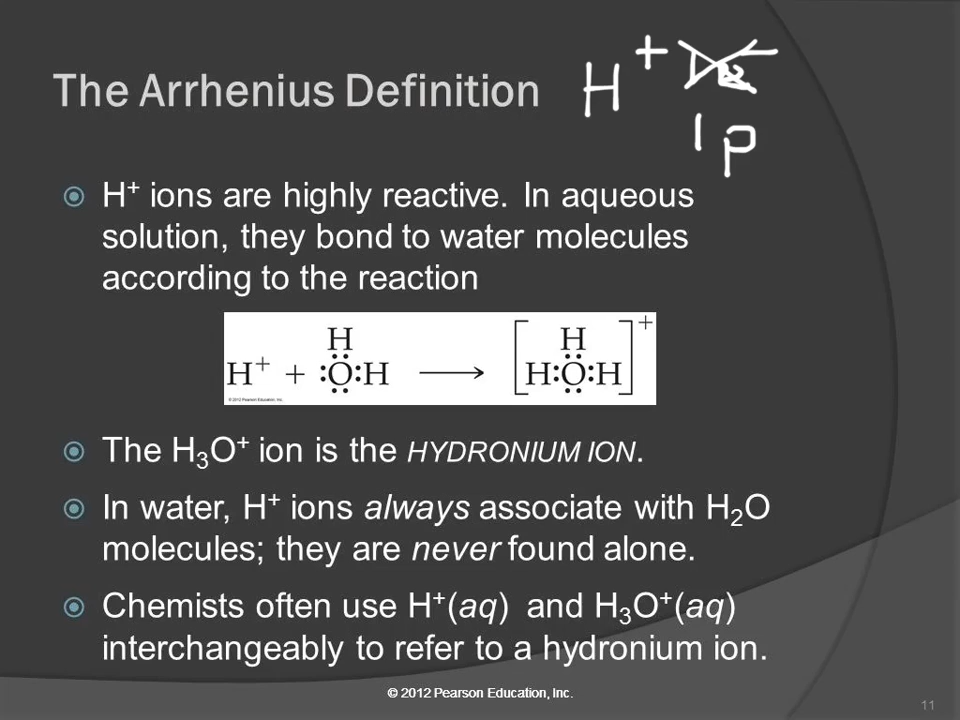 The Arrhenius Definition
H⁺
1 p
H⁺ ions are highly reactive. In aqueous
solution, they bond to water molecules
according to the reaction
H
H⁺ + :Ö:H ⟶ [H:Ö:H]⁺
H
© 2012 Pearson Education, Inc.
The H₃O⁺ ion is the HYDRONIUM ION.
In water, H⁺ ions always associate with H₂O
molecules; they are never found alone.
Chemists often use H⁺(aq) and H₃O⁺(aq)
interchangeably to refer to a hydronium ion.
© 2012 Pearson Education, Inc.
11